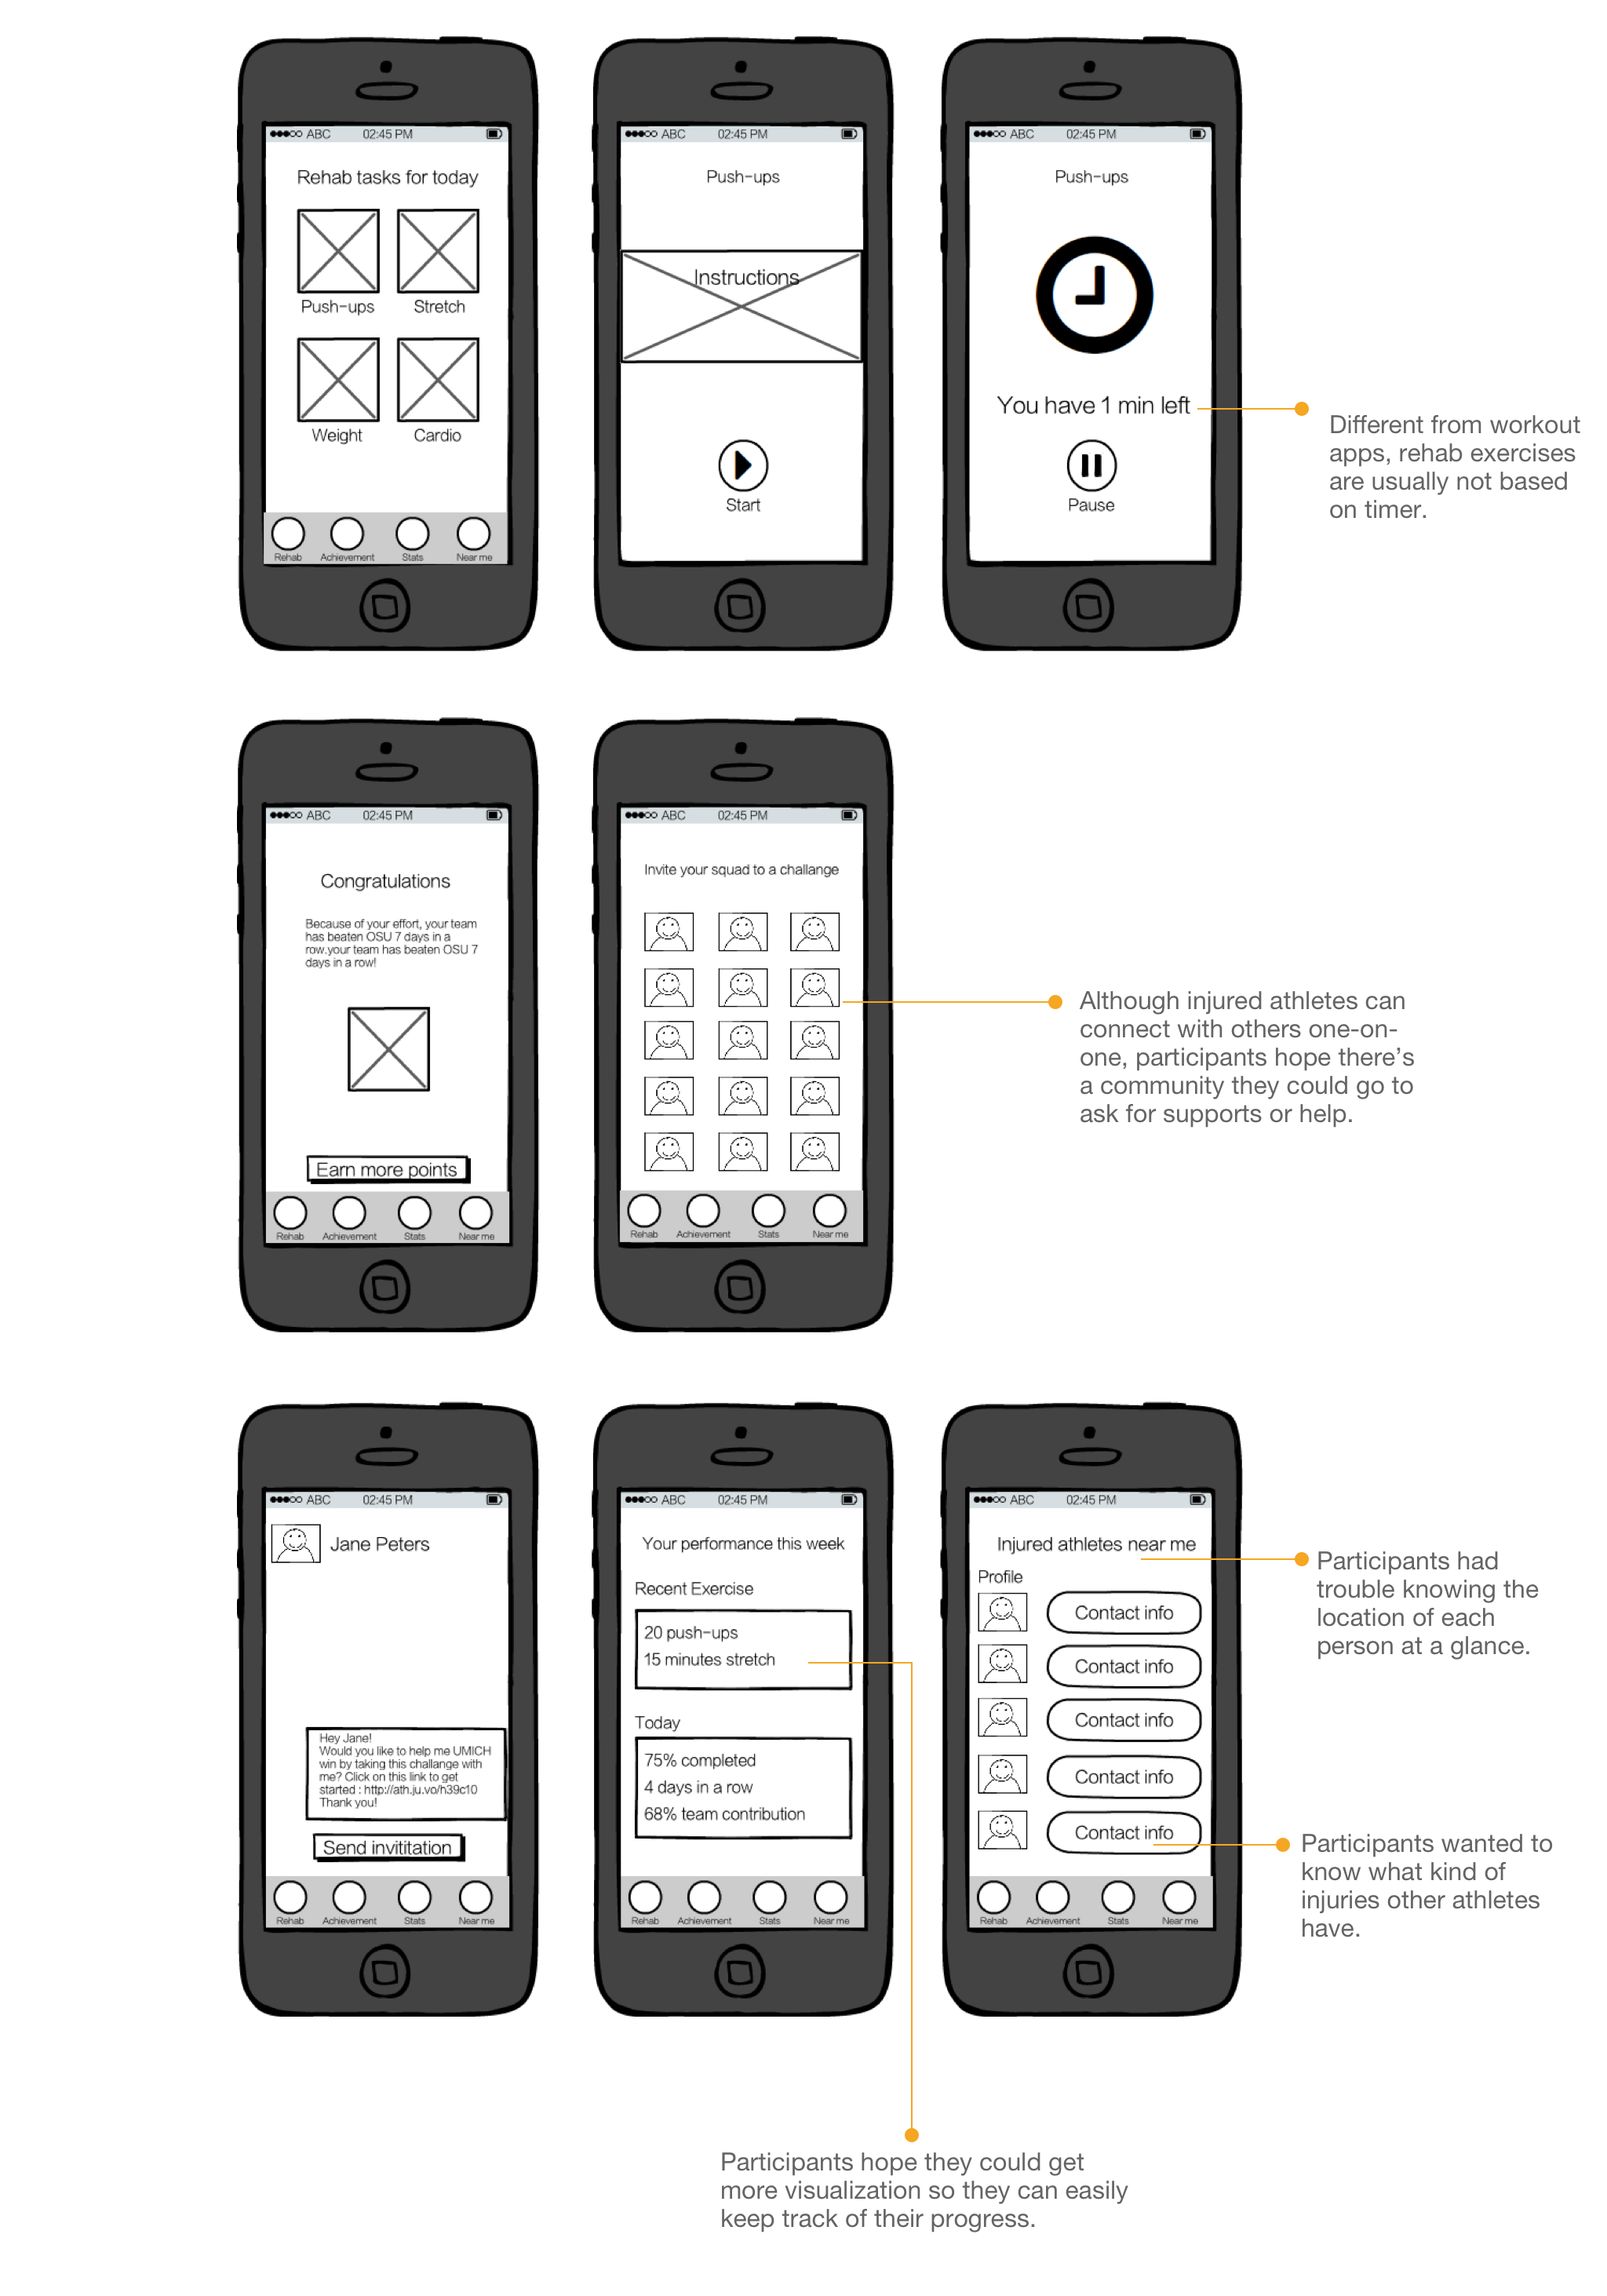 ABC 02:45 PM
Rehab tasks for today
Push-ups Stretch
Weight Cardio
Rehab Achievement Stats Near me
ABC 02:45 PM
Push-ups
Instructions
Start
ABC 02:45 PM
Push-ups
You have 1 min left
Pause
Different from workout
apps, rehab exercises
are usually not based
on timer.
ABC 02:45 PM
Congratulations
Because of your effort, your team
has beaten OSU 7 days in a
row.your team has beaten OSU 7
days in a row!
Earn more points
Rehab Achievement Stats Near me
ABC 02:45 PM
Invite your squad to a challange
Rehab Achievement Stats Near me
Although injured athletes can
connect with others one-on-
one, participants hope there's
a community they could go to
ask for supports or help.
ABC 02:45 PM
Jane Peters
Hey Jane!
Would you like to help me UMICH
win by taking this challenge with
me? Click on this link to get
started : http://ath.ju.vo/h39c10
Thank you!
Send invititation
Rehab Achievement Stats Near me
ABC 02:45 PM
Your performance this week
Recent Exercise
20 push-ups
15 minutes stretch
Today
75% completed
4 days in a row
68% team contribution
Rehab Achievement Stats Near me
ABC 02:45 PM
Injured athletes near me
Profile
Contact info
Contact info
Contact info
Contact info
Contact info
Rehab Achievement Stats Near me
Participants had
trouble knowing the
location of each
person at a glance.
Participants wanted to
know what kind of
injuries other athletes
have.
Participants hope they could get
more visualization so they can easily
keep track of their progress.